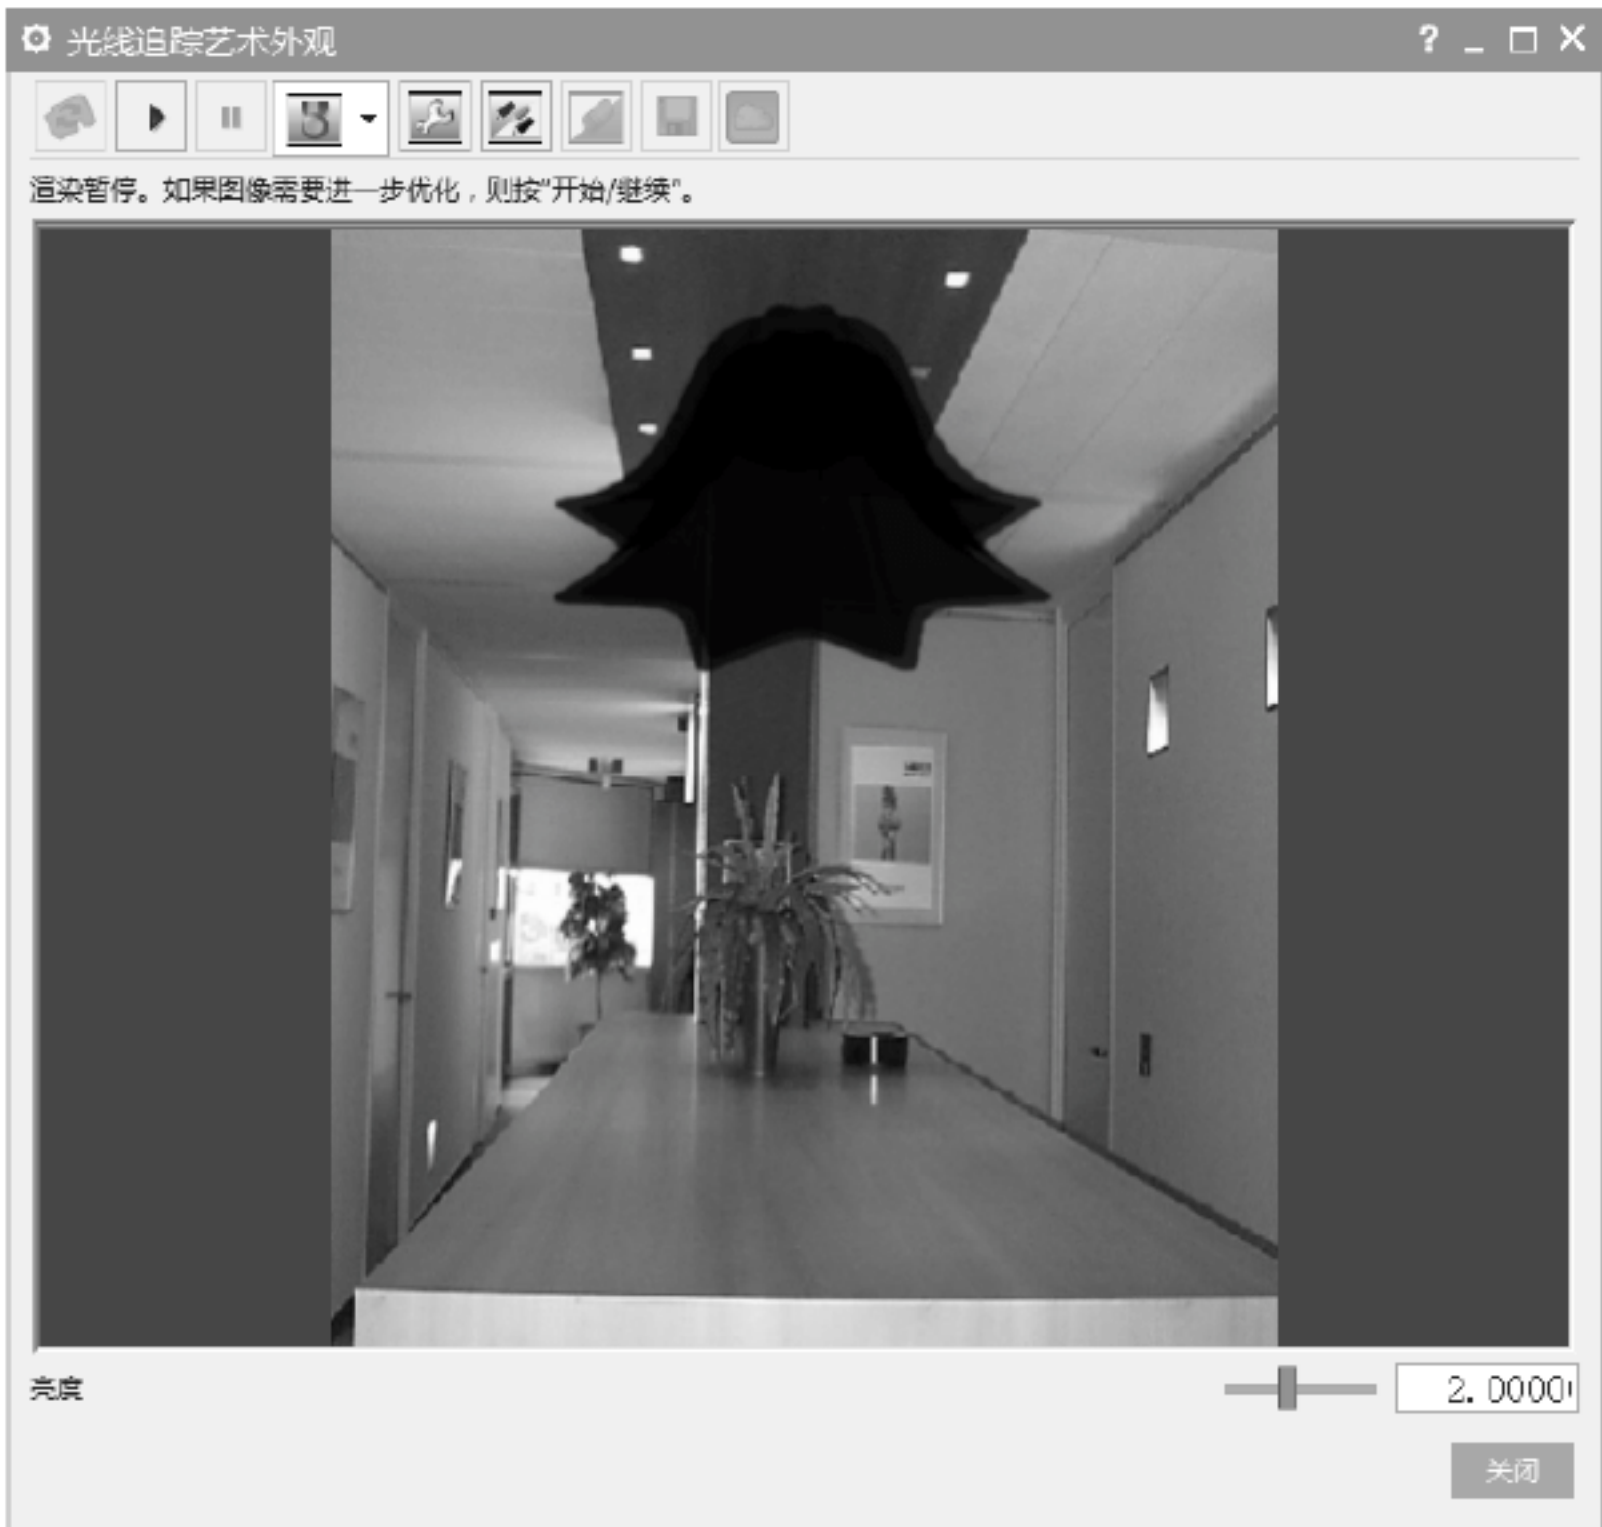 光线追踪艺术外观
渲染暂停。如果图像需要进一步优化，则按"开始/继续"。
亮度
2.0000
关闭